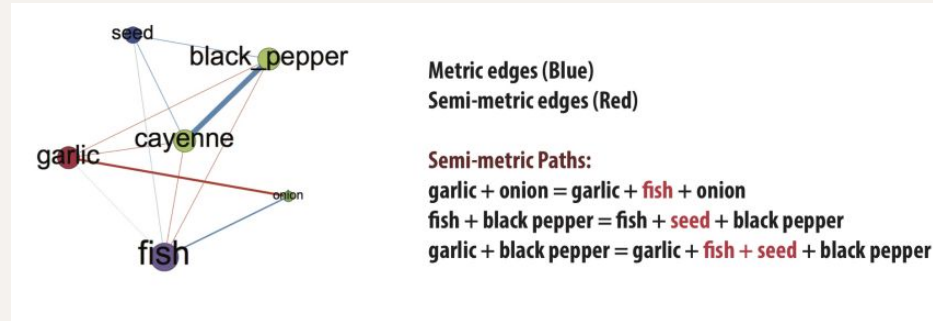 seed
black_pepper
cayenne
garlic
onion
fish
Metric edges (Blue)
Semi-metric edges (Red)
Semi-metric Paths:
garlic + onion = garlic + fish + onion
fish + black pepper = fish + seed + black pepper
garlic + black pepper = garlic + fish + seed + black pepper